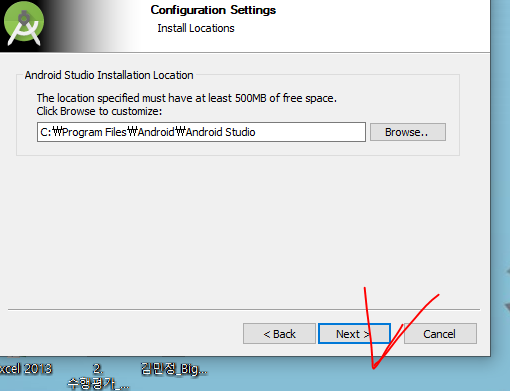 Configuration Settings
Install Locations
Android Studio Installation Location
The location specified must have at least 500MB of free space.
Click Browse to customize:
C:₩Program Files₩Android₩Android Studio
Browse..
< Back
Next >
Cancel
xcel 2013
2.
김민정_Big...
수행평가_...